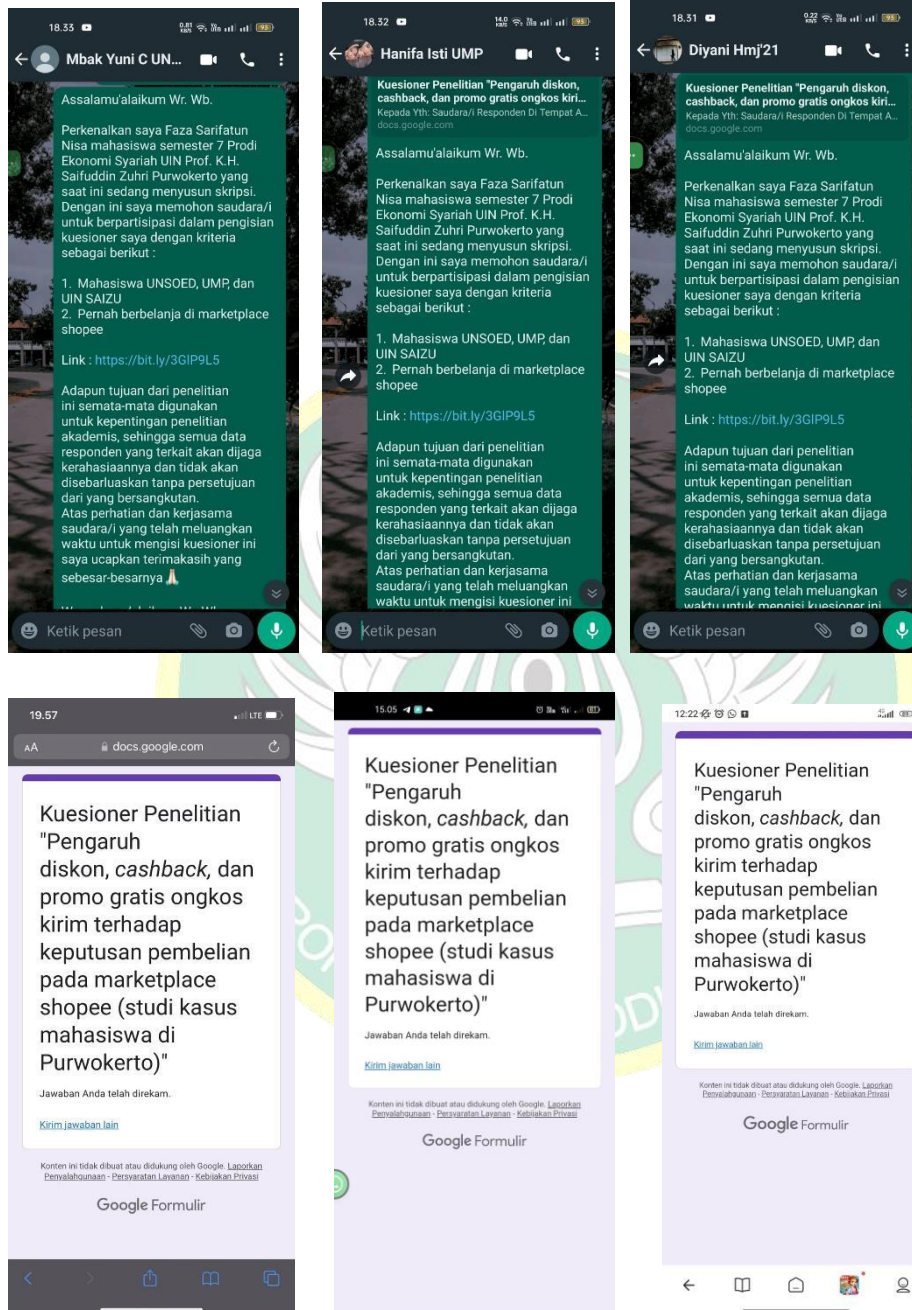 18.33
0.81 KB/S
95
Mbak Yuni C UN...
Assalamu'alaikum Wr. Wb.
Perkenalkan saya Faza Sarifatun
Nisa mahasiswa semester 7 Prodi
Ekonomi Syariah UIN Prof. K.H.
Saifuddin Zuhri Purwokerto yang
saat ini sedang menyusun skripsi.
Dengan ini saya memohon saudara/i
untuk berpartisipasi dalam pengisian
kuesioner saya dengan kriteria
sebagai berikut :
1. Mahasiswa UNSOED, UMP, dan
UIN SAIZU
2. Pernah berbelanja di marketplace
shopee
Link : https://bit.ly/3GIP9L5
Adapun tujuan dari penelitian
ini semata-mata digunakan
untuk kepentingan penelitian
akademis, sehingga semua data
responden yang terkait akan dijaga
kerahasiaannya dan tidak akan
disebarluaskan tanpa persetujuan
dari yang bersangkutan.
Atas perhatian dan kerjasama
saudara/i yang telah meluangkan
waktu untuk mengisi kuesioner ini
saya ucapkan terimakasih yang
sebesar-besarnya 🙏🏻
Ketik pesan
18.32
14.0 KB/S
95
Hanifa Isti UMP
Kuesioner Penelitian "Pengaruh diskon,
cashback, dan promo gratis ongkos kiri...
Kepada Yth: Saudara/i Responden Di Tempat A...
docs.google.com
Assalamu'alaikum Wr. Wb.
Perkenalkan saya Faza Sarifatun
Nisa mahasiswa semester 7 Prodi
Ekonomi Syariah UIN Prof. K.H.
Saifuddin Zuhri Purwokerto yang
saat ini sedang menyusun skripsi.
Dengan ini saya memohon saudara/i
untuk berpartisipasi dalam pengisian
kuesioner saya dengan kriteria
sebagai berikut :
1. Mahasiswa UNSOED, UMP, dan
UIN SAIZU
2. Pernah berbelanja di marketplace
shopee
Link : https://bit.ly/3GIP9L5
Adapun tujuan dari penelitian
ini semata-mata digunakan
untuk kepentingan penelitian
akademis, sehingga semua data
responden yang terkait akan dijaga
kerahasiaannya dan tidak akan
disebarluaskan tanpa persetujuan
dari yang bersangkutan.
Atas perhatian dan kerjasama
saudara/i yang telah meluangkan
waktu untuk mengisi kuesioner ini
Ketik pesan
18.31
0.22 KB/S
95
Diyani Hmj'21
Kuesioner Penelitian "Pengaruh diskon,
cashback, dan promo gratis ongkos kiri...
Kepada Yth: Saudara/i Responden Di Tempat A...
docs.google.com
Assalamu'alaikum Wr. Wb.
Perkenalkan saya Faza Sarifatun
Nisa mahasiswa semester 7 Prodi
Ekonomi Syariah UIN Prof. K.H.
Saifuddin Zuhri Purwokerto yang
saat ini sedang menyusun skripsi.
Dengan ini saya memohon saudara/i
untuk berpartisipasi dalam pengisian
kuesioner saya dengan kriteria
sebagai berikut :
1. Mahasiswa UNSOED, UMP, dan
UIN SAIZU
2. Pernah berbelanja di marketplace
shopee
Link : https://bit.ly/3GIP9L5
Adapun tujuan dari penelitian
ini semata-mata digunakan
untuk kepentingan penelitian
akademis, sehingga semua data
responden yang terkait akan dijaga
kerahasiaannya dan tidak akan
disebarluaskan tanpa persetujuan
dari yang bersangkutan.
Atas perhatian dan kerjasama
saudara/i yang telah meluangkan
waktu untuk mengisi kuesioner ini
Ketik pesan
19.57
LTE
AA
docs.google.com
Kuesioner Penelitian
"Pengaruh
diskon, cashback, dan
promo gratis ongkos
kirim terhadap
keputusan pembelian
pada marketplace
shopee (studi kasus
mahasiswa di
Purwokerto)"
Jawaban Anda telah direkam.
Kirim jawaban lain
Konten ini tidak dibuat atau didukung oleh Google. Laporkan
Penyalahgunaan - Persyaratan Layanan - Kebijakan Privasi
Google Formulir
15.05
Kuesioner Penelitian
"Pengaruh
diskon, cashback, dan
promo gratis ongkos
kirim terhadap
keputusan pembelian
pada marketplace
shopee (studi kasus
mahasiswa di
Purwokerto)"
Jawaban Anda telah direkam.
Kirim jawaban lain
Konten ini tidak dibuat atau didukung oleh Google. Laporkan
Penyalahgunaan - Persyaratan Layanan - Kebijakan Privasi
Google Formulir
12:22
Kuesioner Penelitian
"Pengaruh
diskon, cashback, dan
promo gratis ongkos
kirim terhadap
keputusan pembelian
pada marketplace
shopee (studi kasus
mahasiswa di
Purwokerto)"
Jawaban Anda telah direkam.
Kirim jawaban lain
Konten ini tidak dibuat atau didukung oleh Google. Laporkan
Penyalahgunaan - Persyaratan Layanan - Kebijakan Privasi
Google Formulir